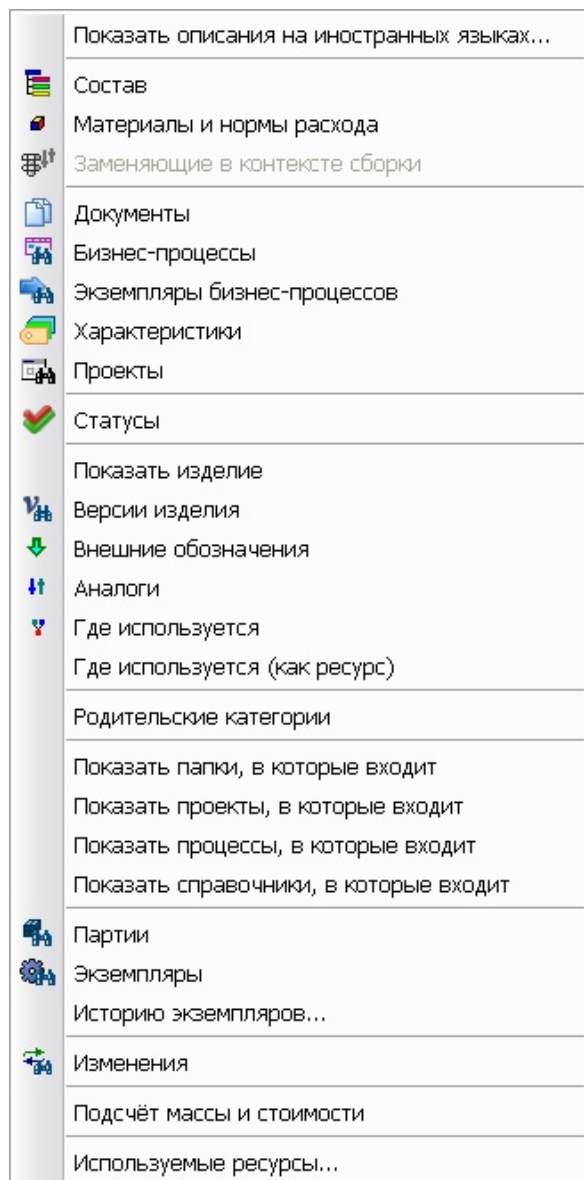 Показать описания на иностранных языках...
Состав
Материалы и нормы расхода
Заменяющие в контексте сборки
Документы
Бизнес-процессы
Экземпляры бизнес-процессов
Характеристики
Проекты
Статусы
Показать изделие
Версии изделия
Внешние обозначения
Аналоги
Где используется
Где используется (как ресурс)
Родительские категории
Показать папки, в которые входит
Показать проекты, в которые входит
Показать процессы, в которые входит
Показать справочники, в которые входит
Партии
Экземпляры
Историю экземпляров...
Изменения
Подсчёт массы и стоимости
Используемые ресурсы...